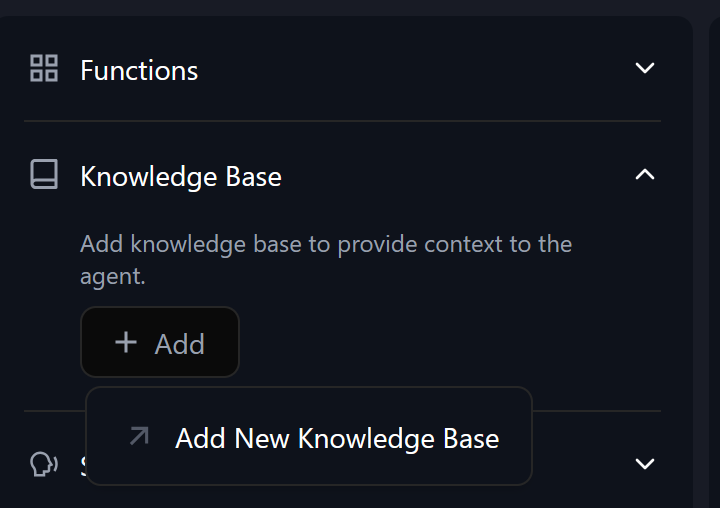 Functions
Knowledge Base
Add knowledge base to provide context to the
agent.
Add
Add New Knowledge Base